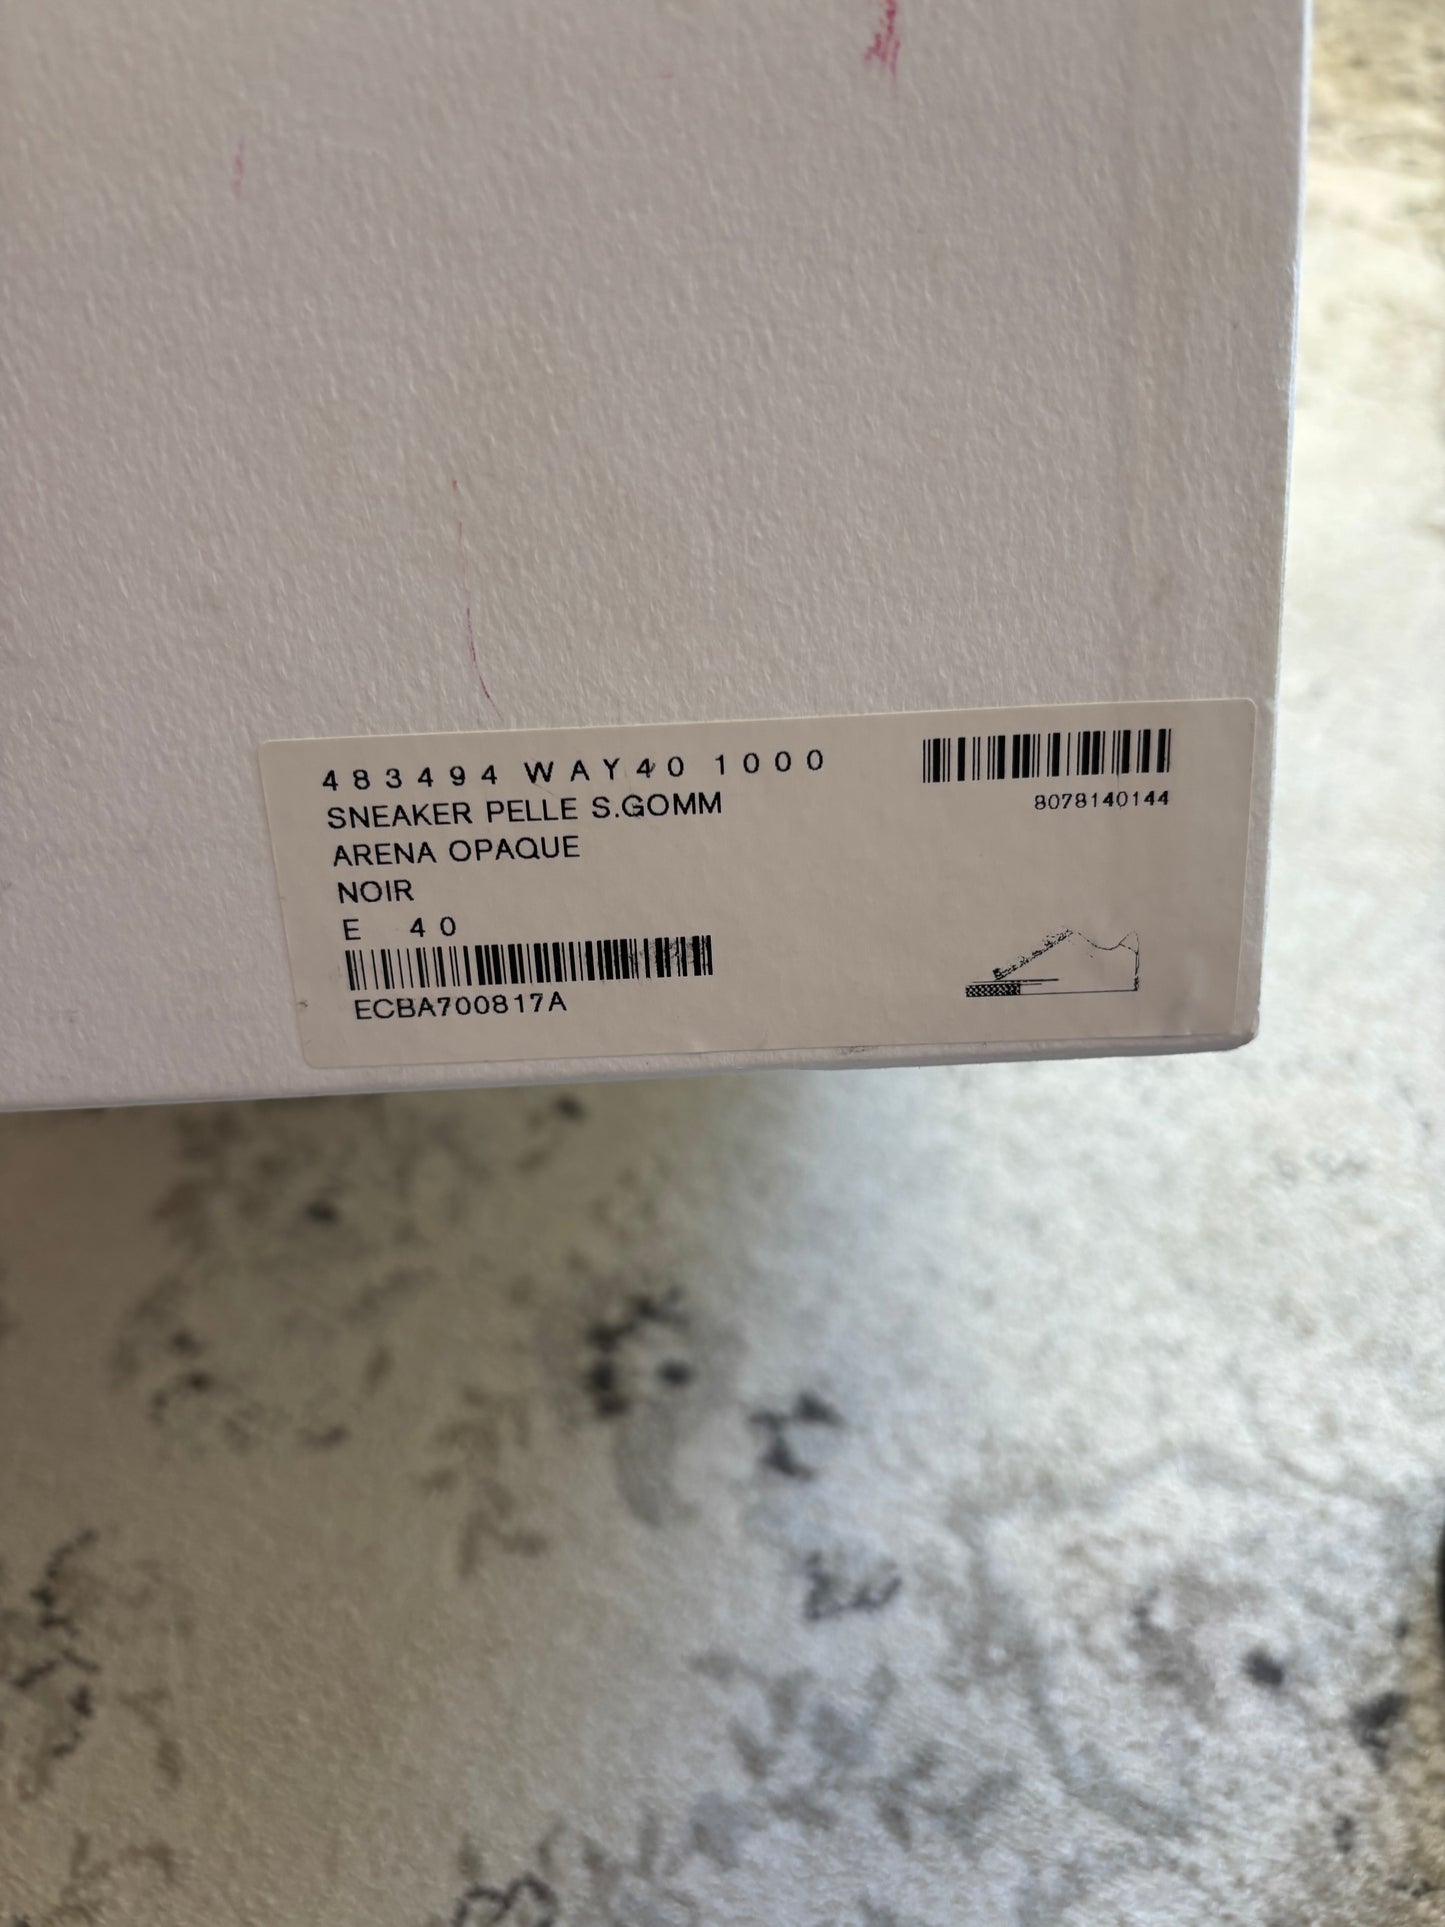 483494 WAY40 1000
8078140144
SNEAKER PELLE S.GOMM
ARENA OPAQUE
NOIR
E 40
ECBA700817A